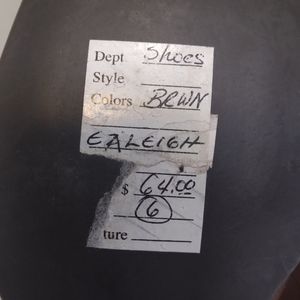 Dept Shoes
Style
Colors BRWN
EALEIGH
$ 64.00
6
ture